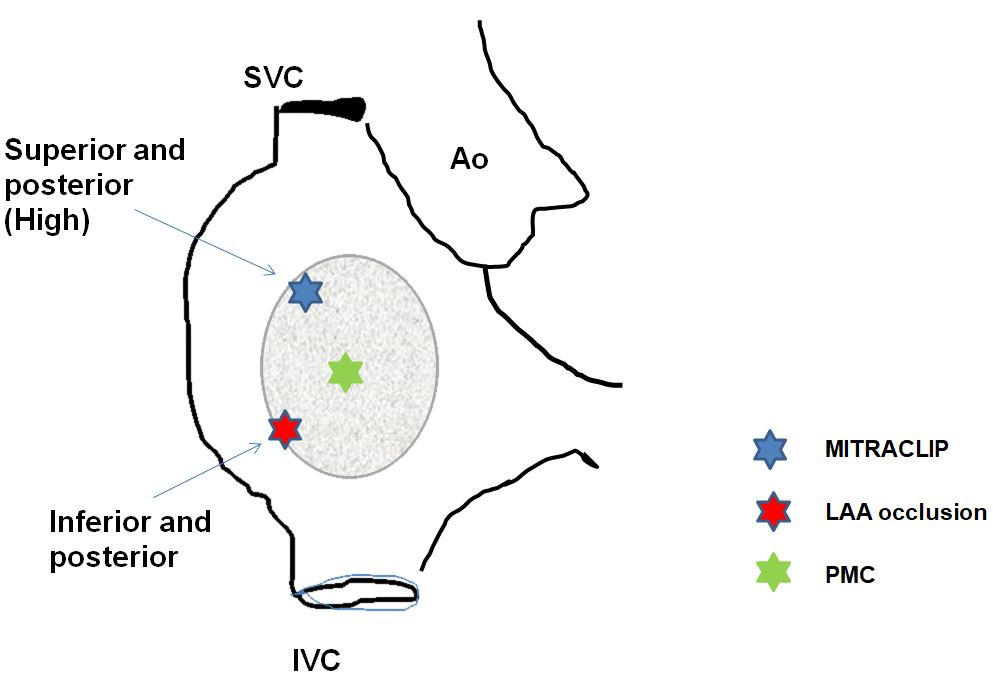 SVC
Ao
Superior and
posterior
(High)
MITRACLIP
LAA occlusion
Inferior and
posterior
PMC
IVC